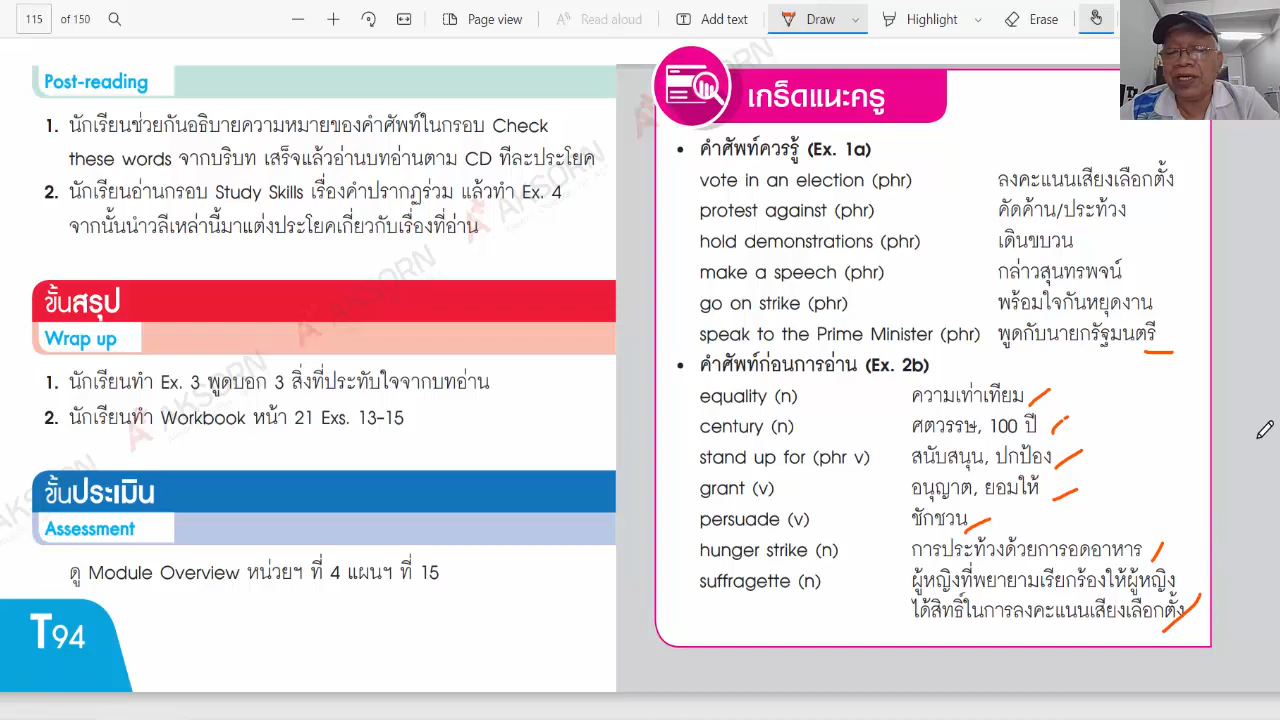 115 of 150 Page view Read aloud Add text Draw Highlight Erase
Post-reading
1. นักเรียนช่วยกันอธิบายความหมายของคำศัพท์ในกรอบ Check
these words จากบริบท เสร็จแล้วอ่านบทอ่านตาม CD ทีละประโยค
2. นักเรียนอ่านกรอบ Study Skills เรื่องคำปรากฏร่วม แล้วทำ Ex. 4
จากนั้นนำวลีเหล่านี้มาแต่งประโยคเกี่ยวกับเรื่องที่อ่าน
ขั้นสรุป
Wrap up
1. นักเรียนทำ Ex. 3 พูดบอก 3 สิ่งที่ประทับใจจากบทอ่าน
2. นักเรียนทำ Workbook หน้า 21 Exs. 13-15
ขั้นประเมิน
Assessment
ดู Module Overview หน่วยฯ ที่ 4 แผนฯ ที่ 15
T94
เกร็ดแนะครู
• คำศัพท์ควรรู้ (Ex. 1a)
vote in an election (phr) ลงคะแนนเสียงเลือกตั้ง
protest against (phr) คัดค้าน/ประท้วง
hold demonstrations (phr) เดินขบวน
make a speech (phr) กล่าวสุนทรพจน์
go on strike (phr) พร้อมใจกันหยุดงาน
speak to the Prime Minister (phr) พูดกับนายกรัฐมนตรี
• คำศัพท์ก่อนการอ่าน (Ex. 2b)
equality (n) ความเท่าเทียม
century (n) ศตวรรษ, 100 ปี
stand up for (phr v) สนับสนุน, ปกป้อง
grant (v) อนุญาต, ยอมให้
persuade (v) ชักชวน
hunger strike (n) การประท้วงด้วยการอดอาหาร
suffragette (n) ผู้หญิงที่พยายามเรียกร้องให้ผู้หญิง
ได้สิทธิ์ในการลงคะแนนเสียงเลือกตั้ง
AKSORN
AKSORN
AKSORN
AKSORN